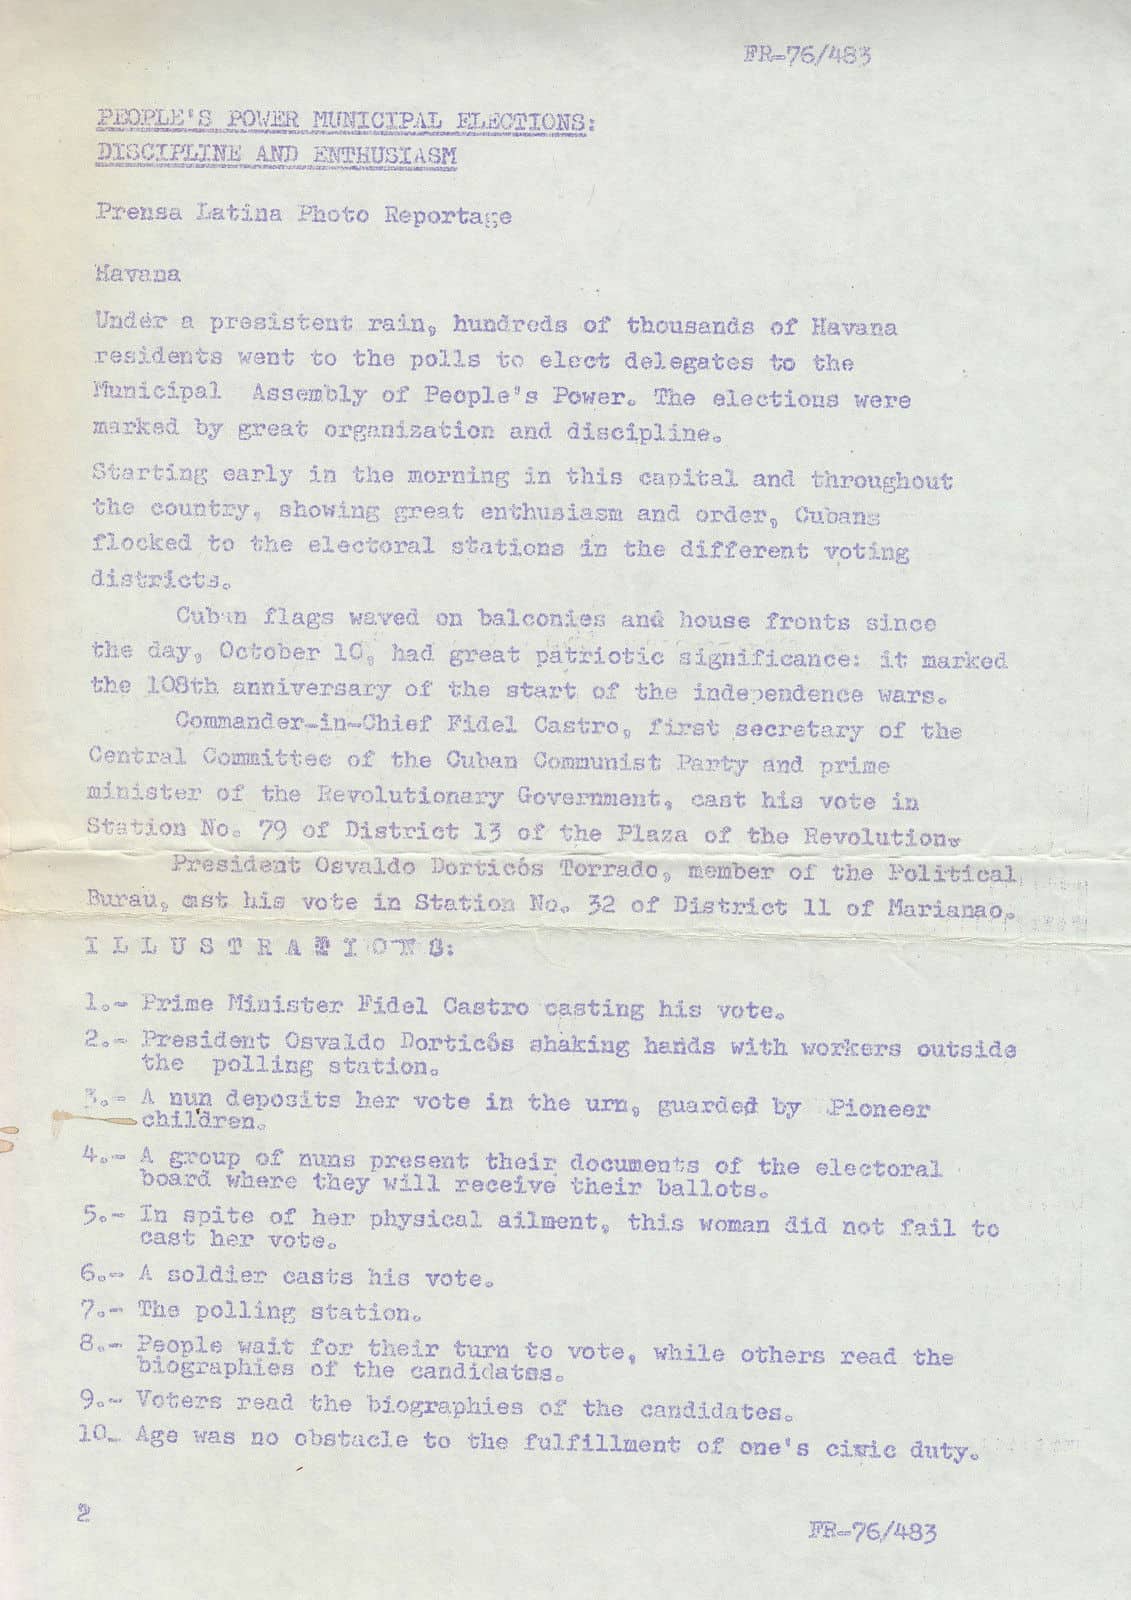 FR-76/483
PEOPLE'S POWER MUNICIPAL ELECTIONS:
DISCIPLINE AND ENTHUSIASM
Prensa Latina Photo Reportage
Havana
Under a presistent rain, hundreds of thousands of Havana
residents went to the polls to elect delegates to the
Municipal Assembly of People's Power. The elections were
marked by great organization and discipline.
Starting early in the morning in this capital and throughout
the country, showing great enthusiasm and order, Cubans
flocked to the electoral stations in the different voting
districts.
Cuban flags waved on balconies and house fronts since
the day, October 10, had great patriotic significance: it marked
the 108th anniversary of the start of the independence wars.
Commander-in-Chief Fidel Castro, first secretary of the
Central Committee of the Cuban Communist Party and prime
minister of the Revolutionary Government, cast his vote in
Station No. 79 of District 13 of the Plaza of the Revolution.
President Osvaldo Dorticós Torrado, member of the Political
Burau, cast his vote in Station No. 32 of District 11 of Marianao.
I L L U S T R A T I O N S:
1.- Prime Minister Fidel Castro casting his vote.
2.- President Osvaldo Dorticós shaking hands with workers outside
the polling station.
3.- A nun deposits her vote in the urn, guarded by Pioneer
children.
4.- A group of nuns present their documents of the electoral
board where they will receive their ballots.
5.- In spite of her physical ailment, this woman did not fail to
cast her vote.
6.- A soldier casts his vote.
7.- The polling station.
8.- People wait for their turn to vote, while others read the
biographies of the candidates.
9.- Voters read the biographies of the candidates.
10.- Age was no obstacle to the fulfillment of one's civic duty.
2
FR-76/483